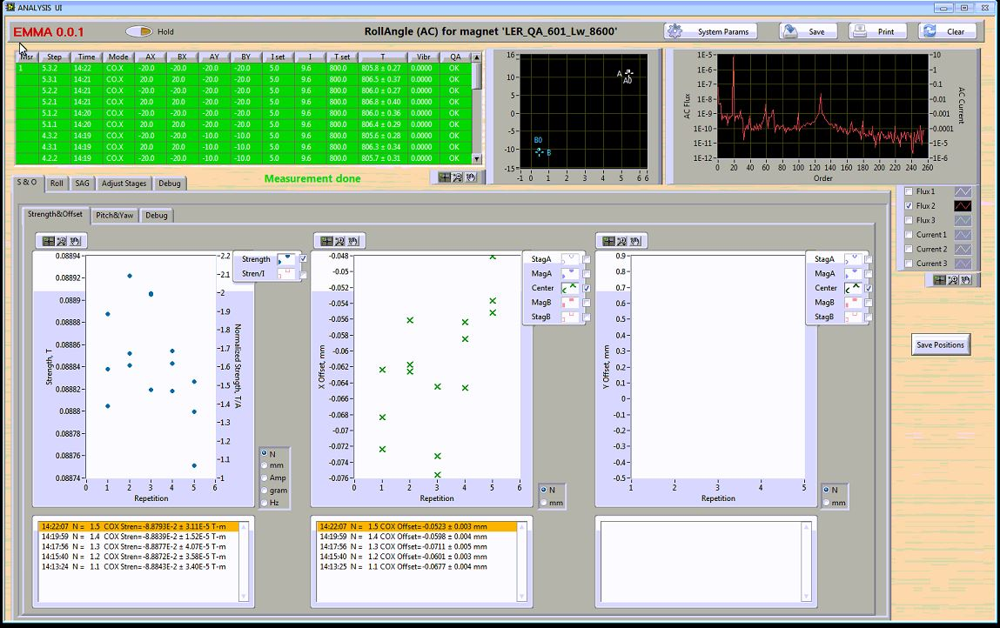 ANALYSIS UI
EMMA 0.0.1
Hold
RollAngle (AC) for magnet 'LER_QA_601_Lw_8600'
System Params
Save
Print
Clear
Msr Step Time Mode AX BX AY BY I set I T set T Vibr QA
1 5.3.2 14:22 CO.X -20.0 -20.0 -20.0 -20.0 5.0 9.6 800.0 805.8 ± 0.27 0.0000 OK
5.3.1 14:21 CO.X 20.0 20.0 -20.0 -20.0 5.0 9.6 800.0 806.5 ± 0.37 0.0000 OK
5.2.2 14:21 CO.X -20.0 -20.0 -20.0 -20.0 5.0 9.6 800.0 806.0 ± 0.27 0.0000 OK
5.2.1 14:21 CO.X 20.0 20.0 -20.0 -20.0 5.0 9.6 800.0 806.8 ± 0.40 0.0000 OK
5.1.2 14:20 CO.X -20.0 -20.0 -20.0 -20.0 5.0 9.6 800.0 806.0 ± 0.36 0.0000 OK
5.1.1 14:20 CO.X 20.0 20.0 -20.0 -20.0 5.0 9.6 800.0 806.4 ± 0.29 0.0000 OK
4.3.2 14:19 CO.X -20.0 -20.0 -10.0 -10.0 5.0 9.6 800.0 805.6 ± 0.28 0.0000 OK
4.3.1 14:19 CO.X 20.0 20.0 -10.0 -10.0 5.0 9.6 800.0 806.3 ± 0.34 0.0000 OK
4.2.2 14:19 CO.X -20.0 -20.0 -10.0 -10.0 5.0 9.6 800.0 805.7 ± 0.31 0.0000 OK
16
10
5
0
-5
-10
-15
-1 0 1 2 3 4 5 6 6
A
A0
B0
B
1E-5
1E-6
1E-7
1E-8
1E-9
1E-10
1E-11
1E-12
AC Flux
10
1
0.1
0.01
0.001
0.0001
1E-5
1E-6
AC Current
0 20 40 60 80 100 120 140 160 180 200 220 240 260
Order
S & O
Roll
SAG
Adjust Stages
Debug
Measurement done
Flux 1
Flux 2
Flux 3
Current 1
Current 2
Current 3
Save Positions
Strength&Offset
Pitch&Yaw
Debug
0.08894
0.08892
0.0889
0.08888
0.08886
0.08884
0.08882
0.0888
0.08878
0.08876
0.08874
Strength, T
2.2
2.1
2
1.9
1.8
1.7
1.6
1.5
1.4
1.3
1.2
1.1
1
Normalized Strength, T/A
0 1 2 3 4 5 6
Repetition
Strength
Stren/I
N
mm
Amp
gram
Hz
-0.048
-0.05
-0.052
-0.054
-0.056
-0.058
-0.06
-0.062
-0.064
-0.066
-0.068
-0.07
-0.072
-0.074
-0.076
X Offset, mm
0 1 2 3 4 5 6
Repetition
StagA
MagA
Center
MagB
StagB
N
mm
0.9
0.8
0.7
0.6
0.5
0.4
0.3
0.2
0.1
0
-0.1
-0.2
-0.3
-0.4
-0.5
Y Offset, mm
1 2 3 4 5
Repetition
StagA
MagA
Center
MagB
StagB
N
mm
14:22:07 N = 1.5 COX Stren=-8.8793E-2 ± 3.11E-5 T-m
14:19:59 N = 1.4 COX Stren=-8.8839E-2 ± 1.52E-5 T-m
14:17:56 N = 1.3 COX Stren=-8.8877E-2 ± 4.07E-5 T-m
14:15:40 N = 1.2 COX Stren=-8.8872E-2 ± 3.58E-5 T-m
14:13:24 N = 1.1 COX Stren=-8.8843E-2 ± 3.40E-5 T-m
14:22:07 N = 1.5 COX Offset=-0.0523 ± 0.003 mm
14:19:59 N = 1.4 COX Offset=-0.0598 ± 0.004 mm
14:17:56 N = 1.3 COX Offset=-0.0711 ± 0.005 mm
14:15:40 N = 1.2 COX Offset=-0.0601 ± 0.003 mm
14:13:25 N = 1.1 COX Offset=-0.0677 ± 0.004 mm